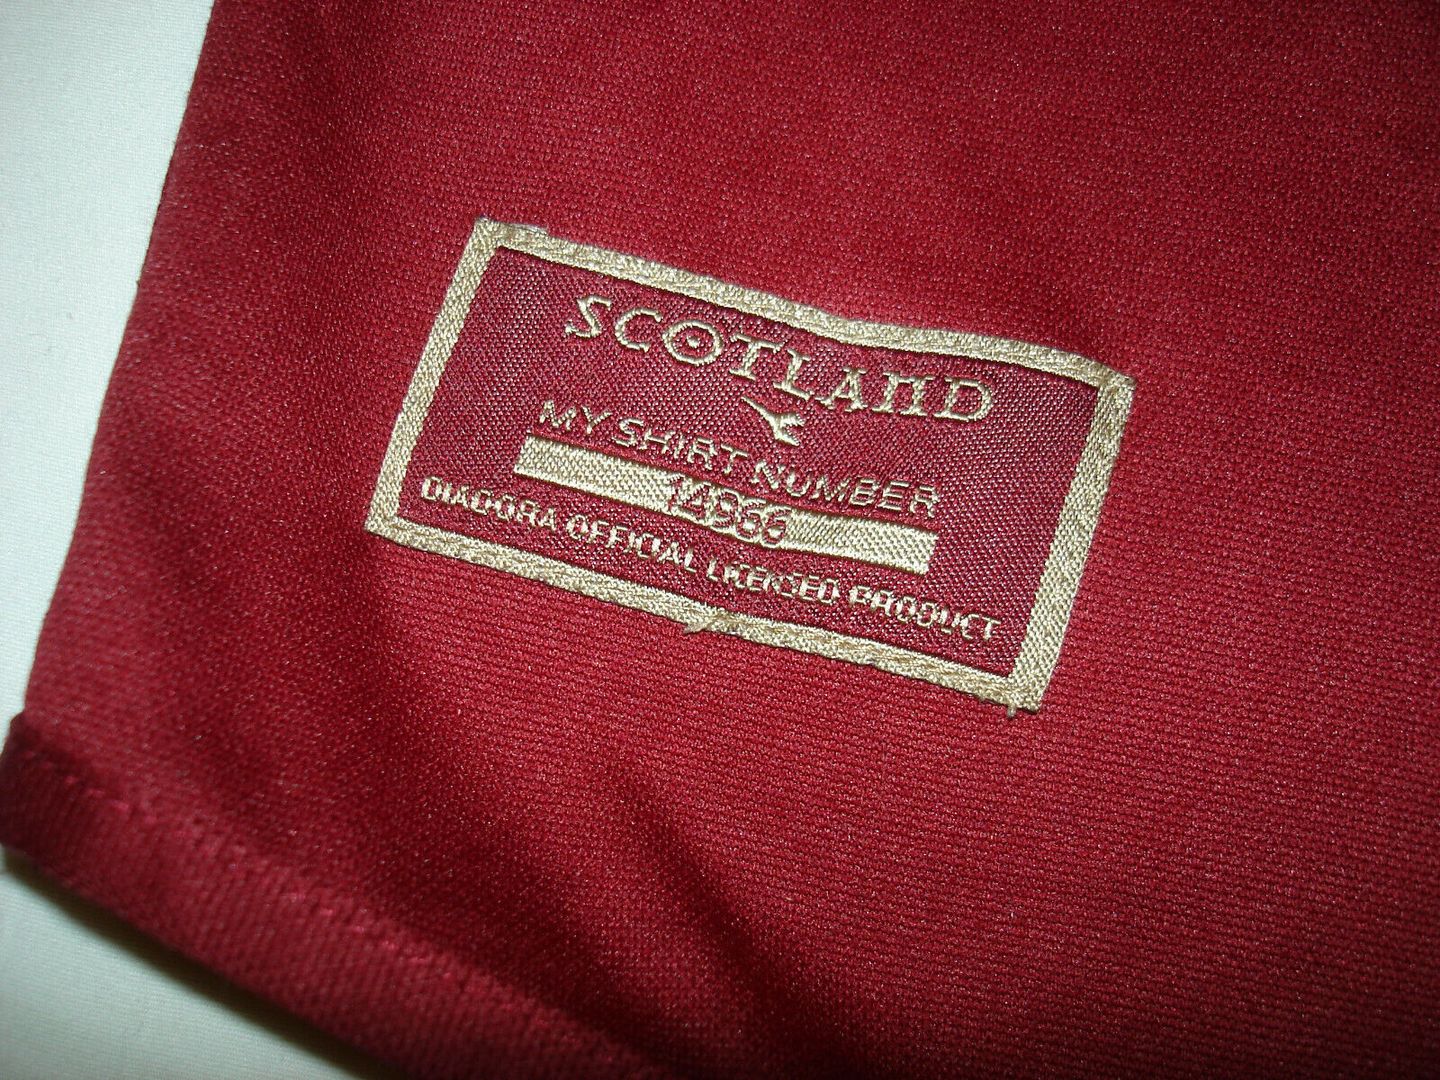 SCOTLAND
MY SHIRT NUMBER
14966
DIADORA OFFICIAL LICENSED PRODUCT